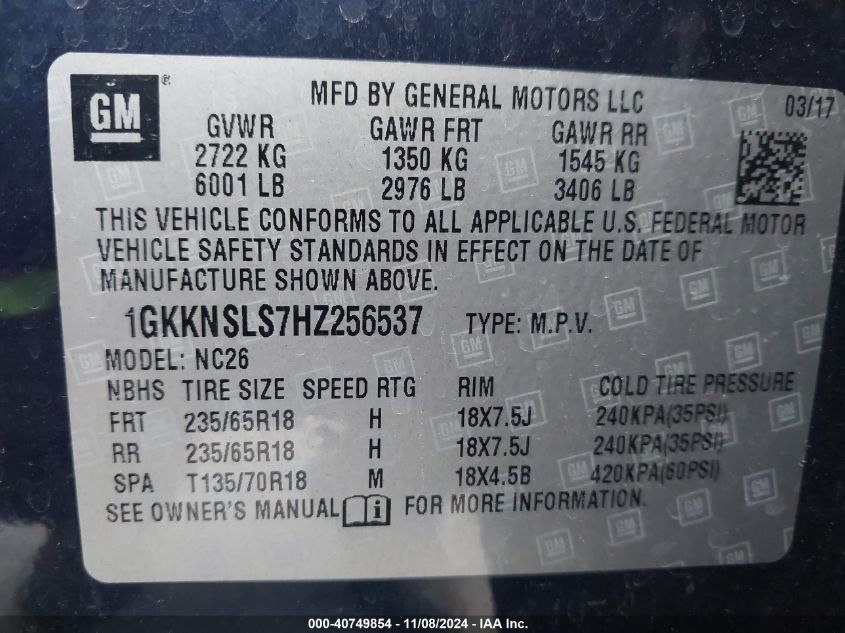 GM ®
MFD BY GENERAL MOTORS LLC 03/17
GVWR GAWR FRT GAWR RR
2722 KG 1350 KG 1545 KG
6001 LB 2976 LB 3406 LB
THIS VEHICLE CONFORMS TO ALL APPLICABLE U.S. FEDERAL MOTOR
VEHICLE SAFETY STANDARDS IN EFFECT ON THE DATE OF
MANUFACTURE SHOWN ABOVE.
1GKKNSLS7HZ256537 TYPE: M.P.V.
MODEL: NC26
NBHS TIRE SIZE SPEED RTG RIM COLD TIRE PRESSURE
FRT 235/65R18 H 18X7.5J 240KPA(35PSI)
RR 235/65R18 H 18X7.5J 240KPA(35PSI)
SPA T135/70R18 M 18X4.5B 420KPA(60PSI)
SEE OWNER'S MANUAL i FOR MORE INFORMATION.
000-40749854 - 11/08/2024 - IAA Inc.